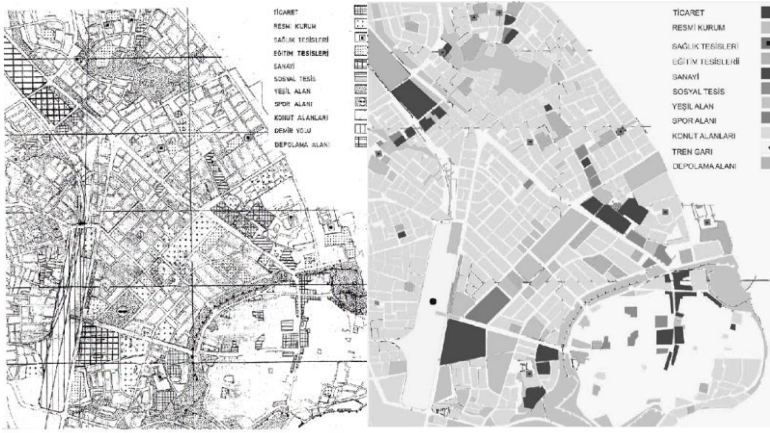 TİCARET
RESMİ KURUM
SAĞLIK TESİSLERİ
EĞİTİM TESİSLERİ
SANAYİ
SOSYAL TESİS
YEŞİL ALAN
SPOR ALANI
KONUT ALANLARI
DEMİR YOLU
DEPOLAMA ALANI
TİCARET
RESMİ KURUM
SAĞLIK TESİSLERİ
EĞİTİM TESİSLERİİ
SANAYİ
SOSYAL TESİS
YEŞİL ALAN
SPOR ALANI
KONUT ALANLARI
TREN GARI
DEPOLAMA ALANI